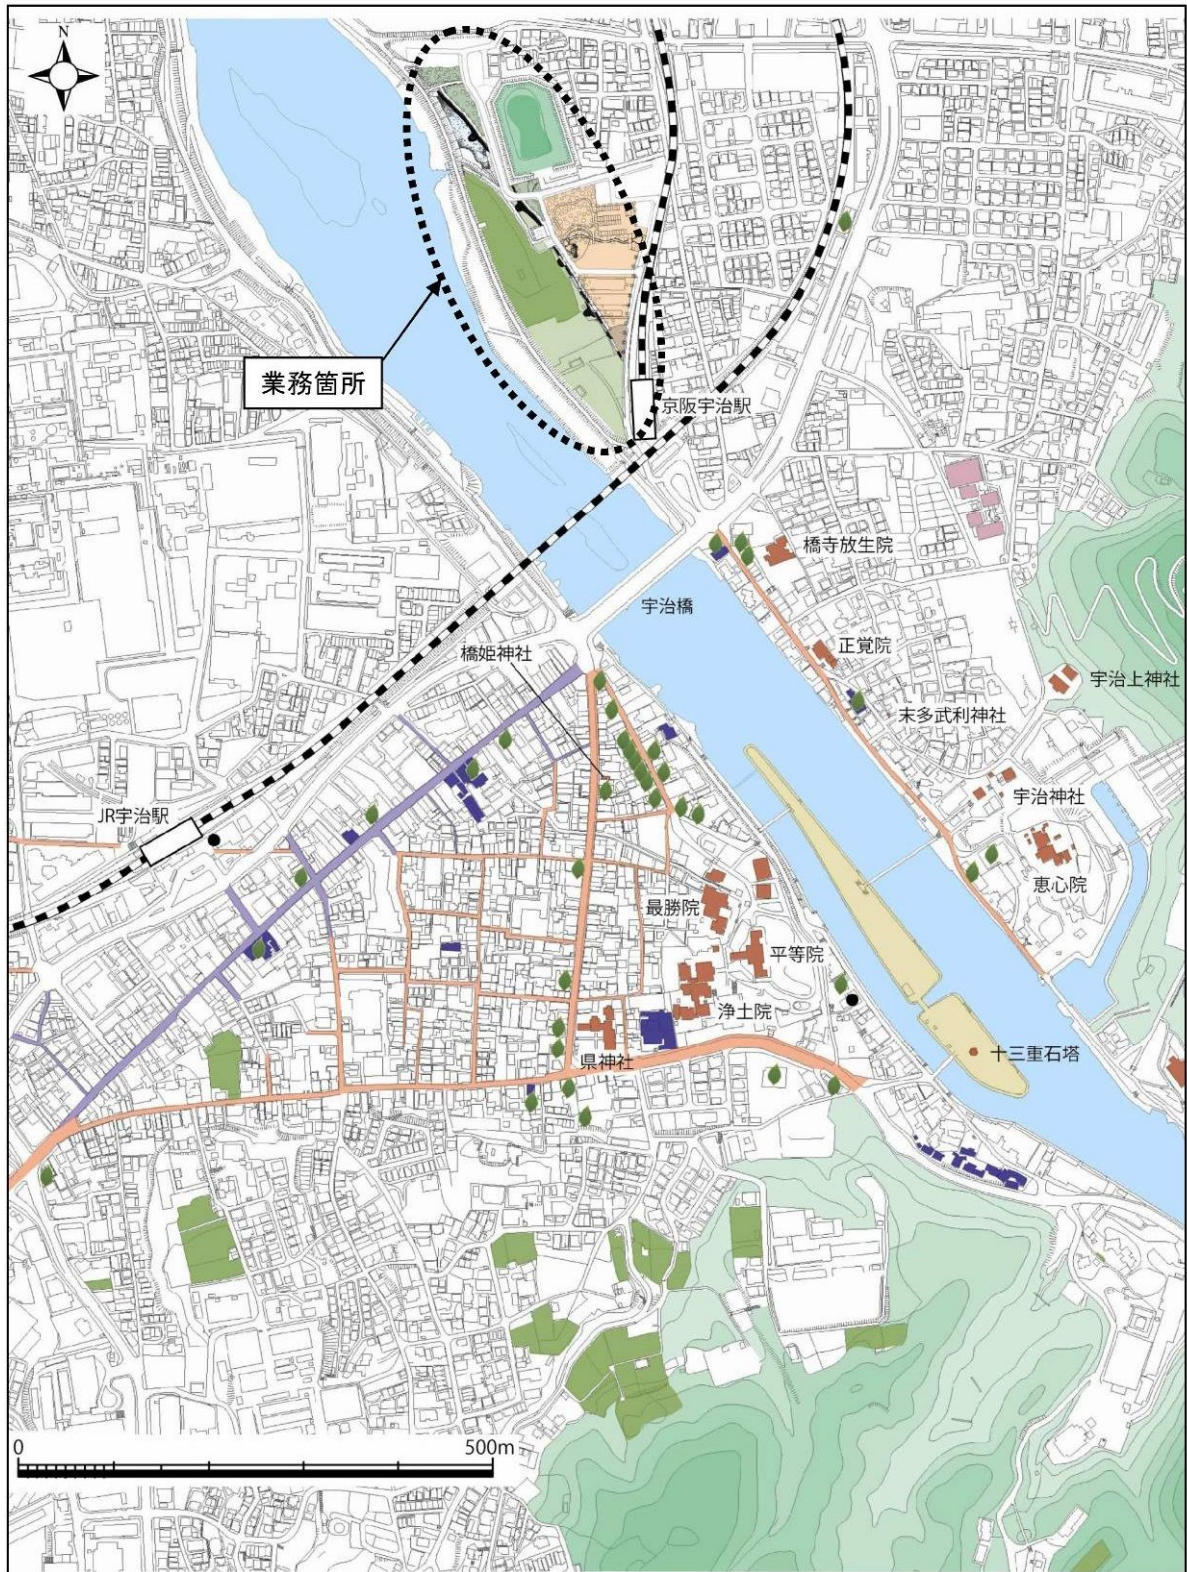 N
業務箇所
京阪宇治駅
橋寺放生院
宇治橋
正覚院
橋姫神社
宇治上神社
末多武利神社
宇治神社
JR宇治駅
恵心院
最勝院
平等院
浄土院
十三重石塔
県神社
0 500m